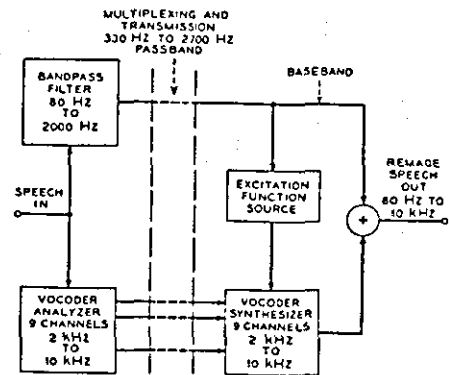 MULTIPLEXING AND
TRANSMISSION
330 HZ TO 2700 HZ
PASSBAND
BANDPASS
FILTER
80 HZ
TO
2000 HZ
BASEBAND
SPEECH
IN
EXCITATION
FUNCTION
SOURCE
REMADE
SPEECH
OUT
80 HZ TO
10 kHZ
+
VOCODER
ANALYZER
9 CHANNELS
2 kHZ
TO
10 kHZ
VOCODER
SYNTHESIZER
9 CHANNELS
2 kHZ
TO
10 kHZ